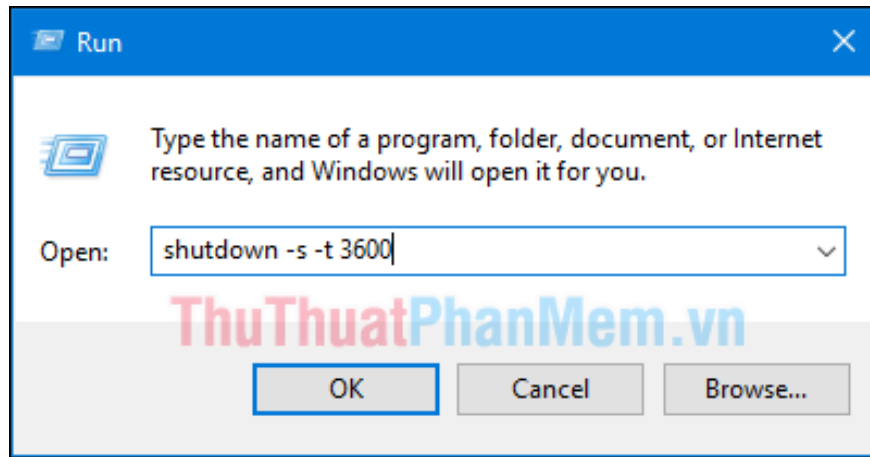 Run
Type the name of a program, folder, document, or Internet
resource, and Windows will open it for you.
Open: shutdown -s -t 3600
ThuThuatPhanMem.vn
OK Cancel Browse...